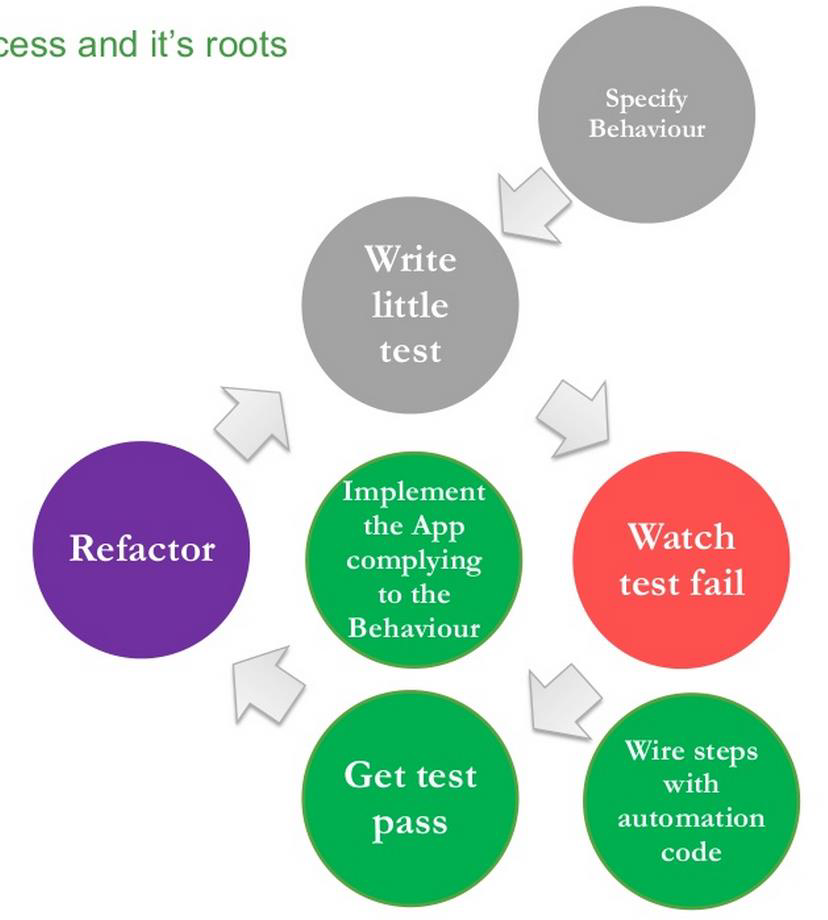 cess and it's roots
Specify
Behaviour
Write
little
test
Implement
the App
complying
to the
Behaviour
Refactor
Watch
test fail
Get test
pass
Wire steps
with
automation
code